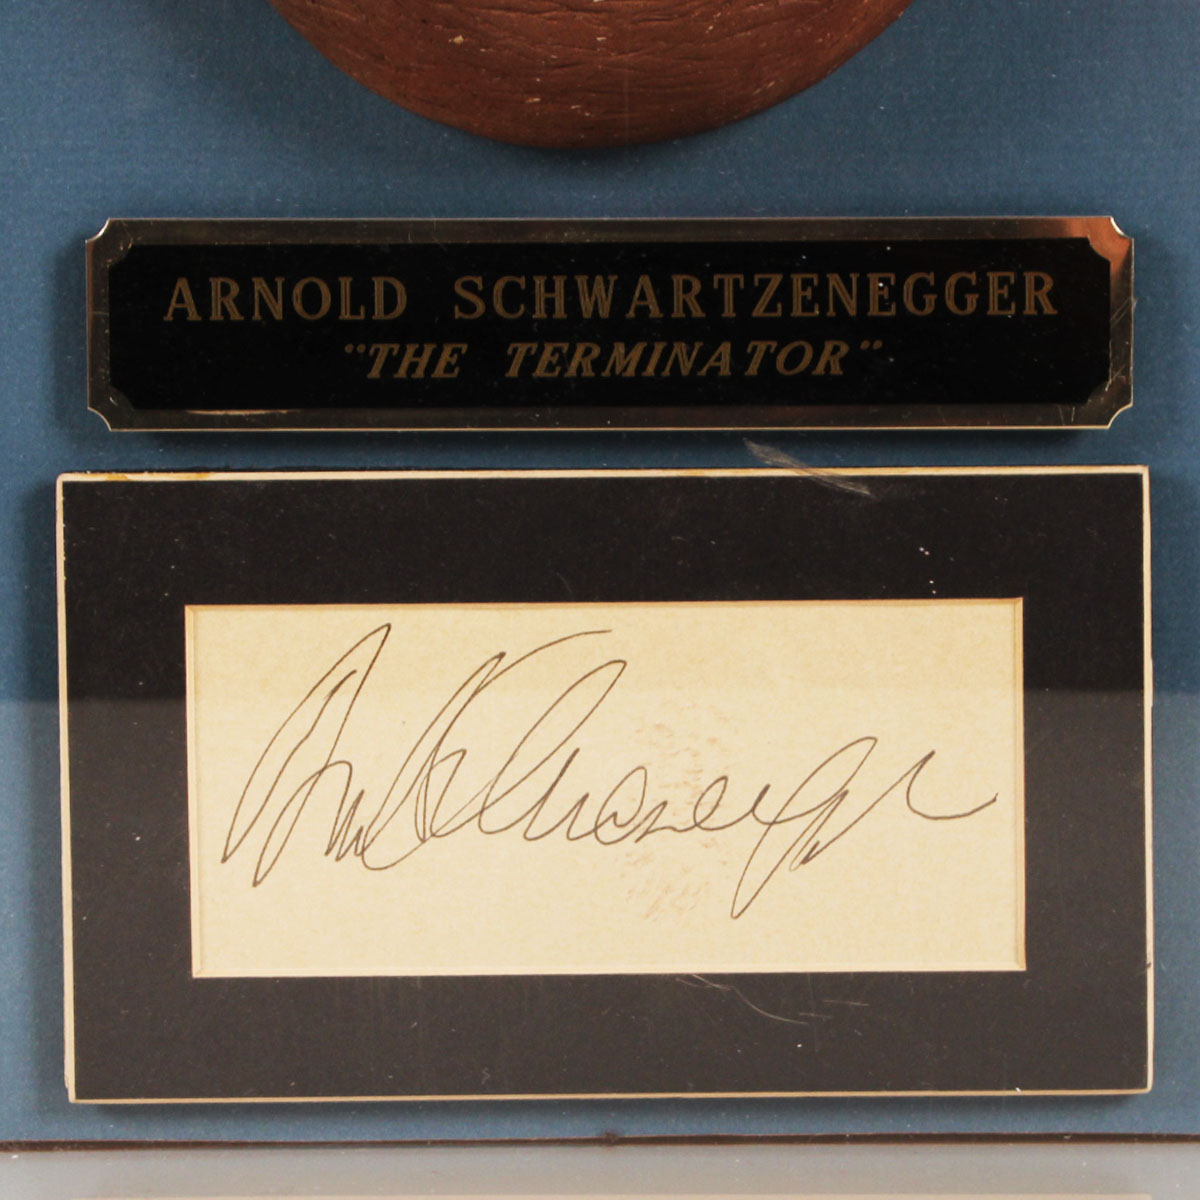 ARNOLD SCHWARTZENEGGER
"THE TERMINATOR"